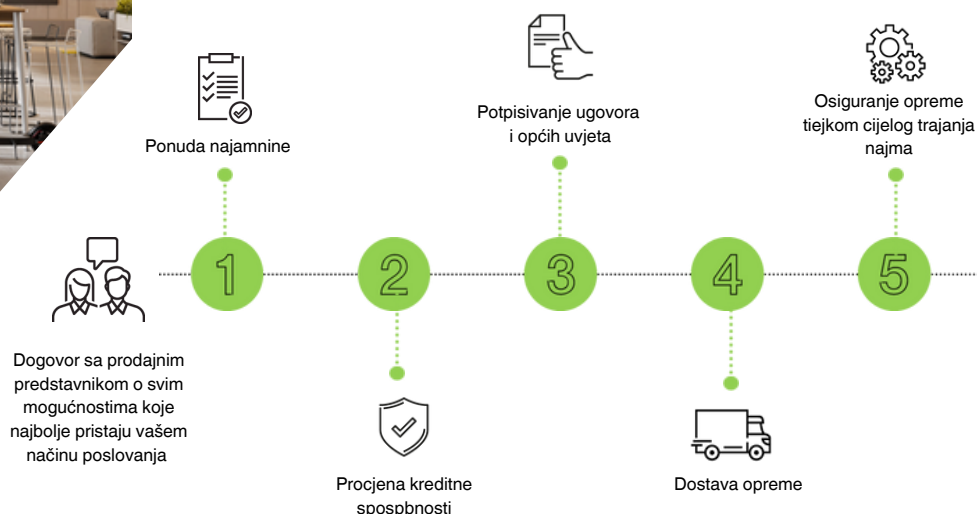 Dogovor sa prodajnim
predstavnikom o svim
mogućnostima koje
najbolje pristaju vašem
načinu poslovanja
1
Ponuda najamnine
2
Procjena kreditne
spospbnosti
3
Potpisivanje ugovora
i općih uvjeta
4
Dostava opreme
5
Osiguranje opreme
tiejkom cijelog trajanja
najma